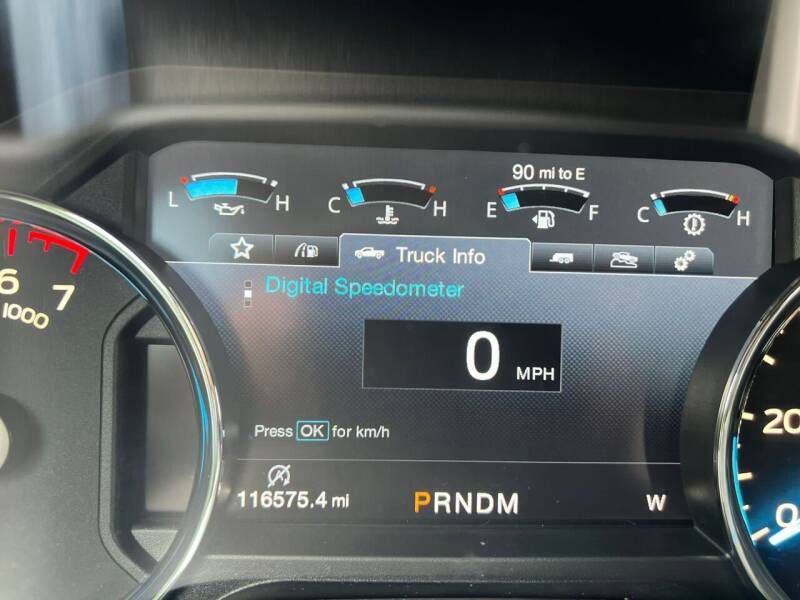 90 mi to E
L H C H E F C H
Truck Info
Digital Speedometer
6 7
1000
0 MPH
Press OK for km/h
116575.4 mi PRNDM W
20
0